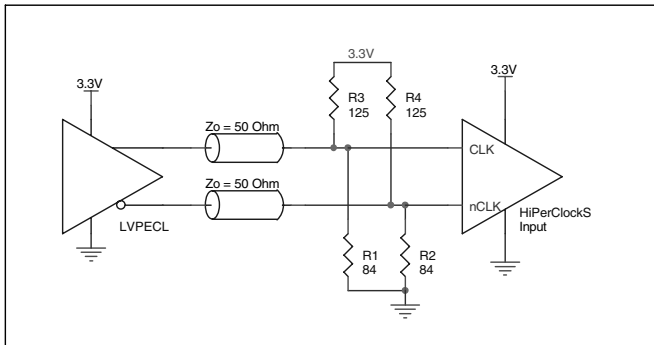 3.3V
3.3V
3.3V
R3
125
R4
125
Zo = 50 Ohm
CLK
Zo = 50 Ohm
nCLK
HiPerClockS
Input
LVPECL
R1
84
R2
84